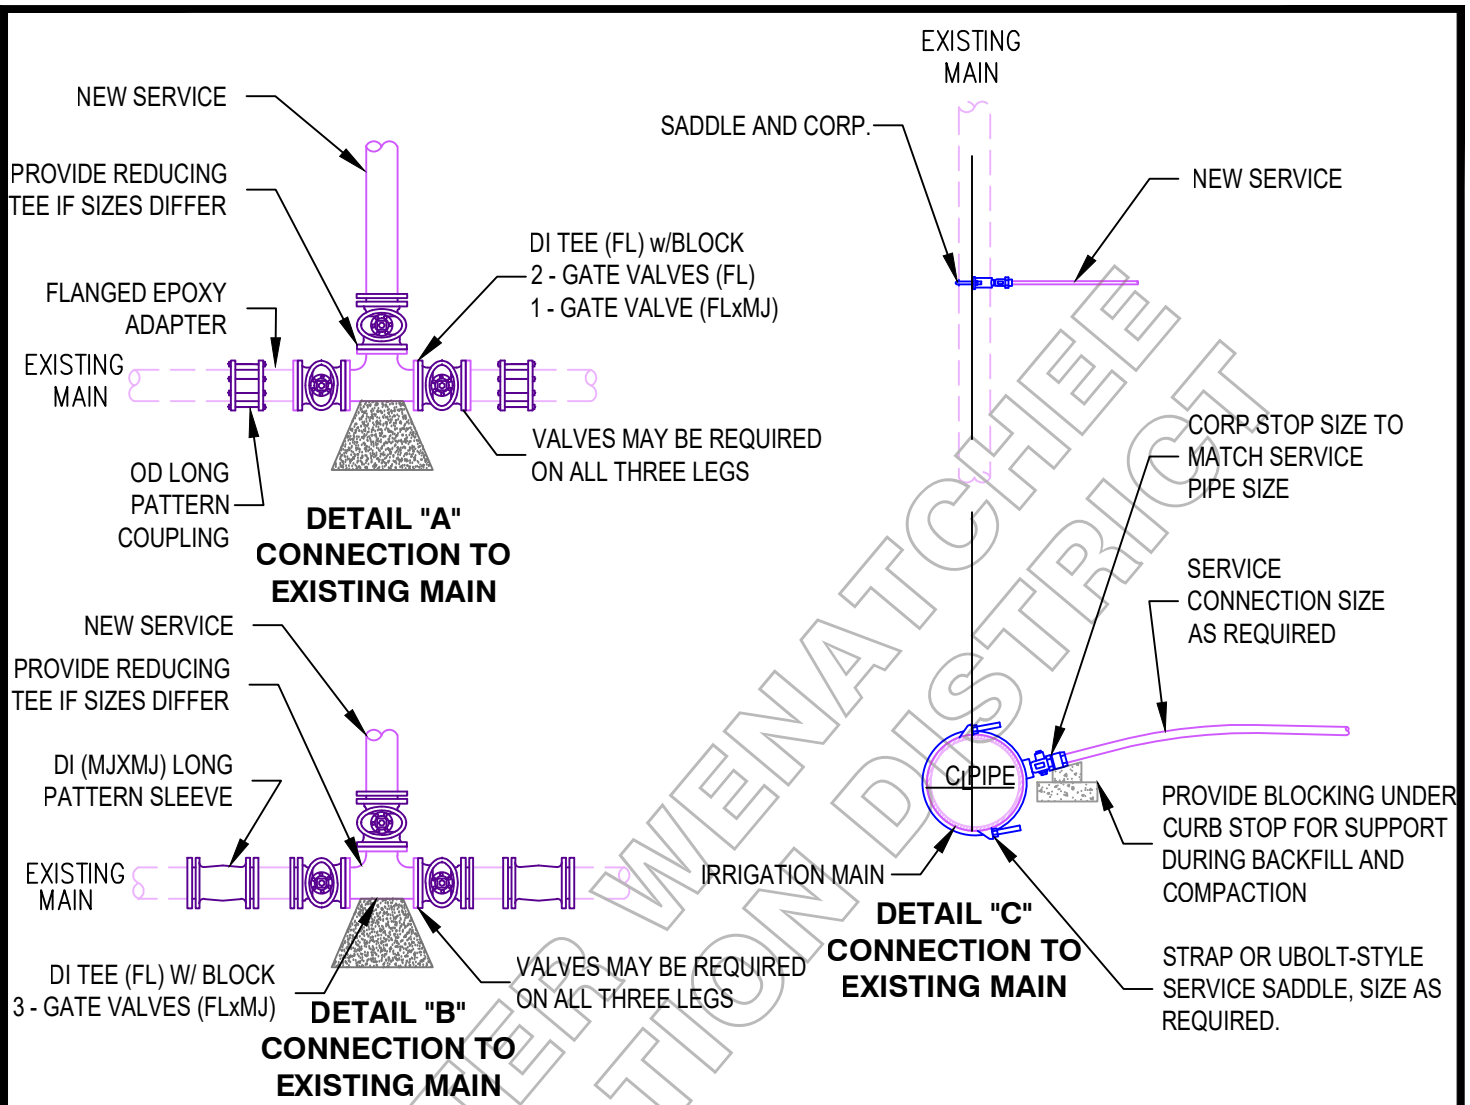 NEW SERVICE
PROVIDE REDUCING
TEE IF SIZES DIFFER
DI TEE (FL) w/BLOCK
2 - GATE VALVES (FL)
1 - GATE VALVE (FLxMJ)
FLANGED EPOXY
ADAPTER
EXISTING
MAIN
VALVES MAY BE REQUIRED
ON ALL THREE LEGS
OD LONG
PATTERN
COUPLING
DETAIL "A"
CONNECTION TO
EXISTING MAIN
NEW SERVICE
PROVIDE REDUCING
TEE IF SIZES DIFFER
DI (MJXMJ) LONG
PATTERN SLEEVE
EXISTING
MAIN
DI TEE (FL) W/ BLOCK
3 - GATE VALVES (FLxMJ)
VALVES MAY BE REQUIRED
ON ALL THREE LEGS
DETAIL "B"
CONNECTION TO
EXISTING MAIN
EXISTING
MAIN
SADDLE AND CORP.
NEW SERVICE
CORP STOP SIZE TO
MATCH SERVICE
PIPE SIZE
SERVICE
CONNECTION SIZE
AS REQUIRED
CL PIPE
PROVIDE BLOCKING UNDER
CURB STOP FOR SUPPORT
DURING BACKFILL AND
COMPACTION
IRRIGATION MAIN
DETAIL "C"
CONNECTION TO
EXISTING MAIN
STRAP OR UBOLT-STYLE
SERVICE SADDLE, SIZE AS
REQUIRED.
WENATCHEE
DISTRICT